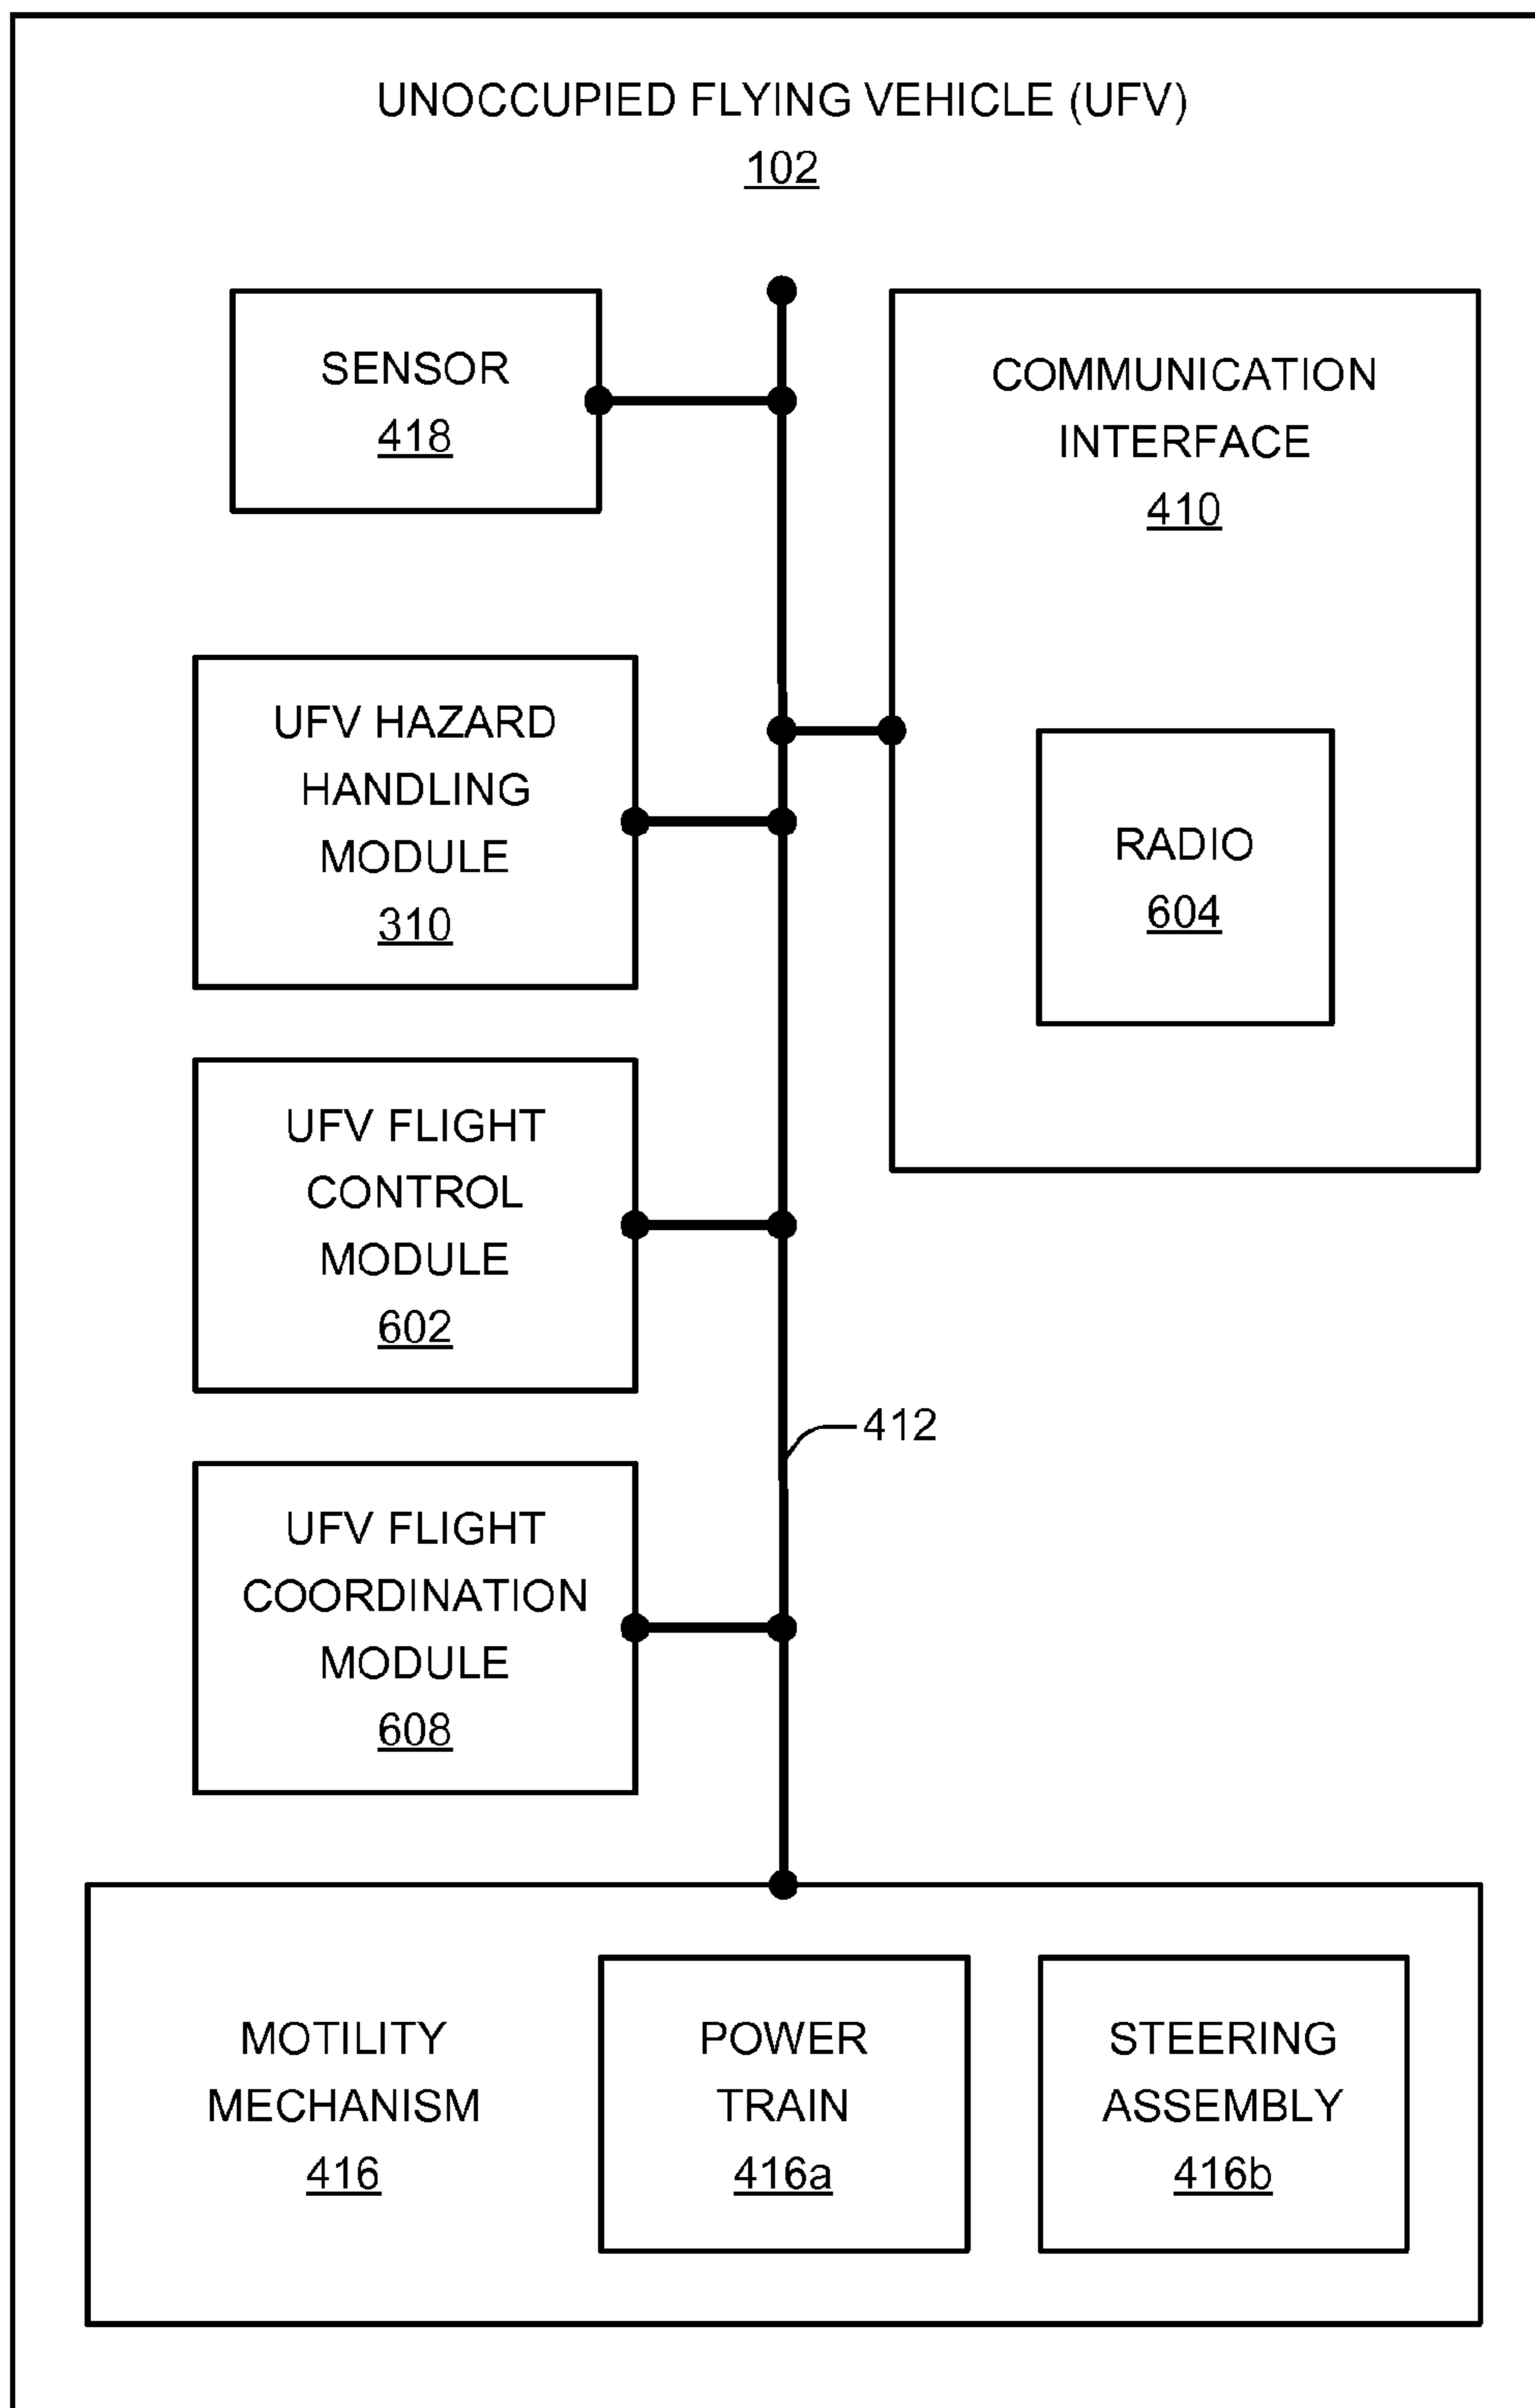 UNOCCUPIED FLYING VEHICLE (UFV)
102
SENSOR
418
COMMUNICATION
INTERFACE
410
UFV HAZARD
HANDLING
MODULE
310
RADIO
604
UFV FLIGHT
CONTROL
MODULE
602
412
UFV FLIGHT
COORDINATION
MODULE
608
MOTILITY
MECHANISM
416
POWER
TRAIN
416a
STEERING
ASSEMBLY
416b